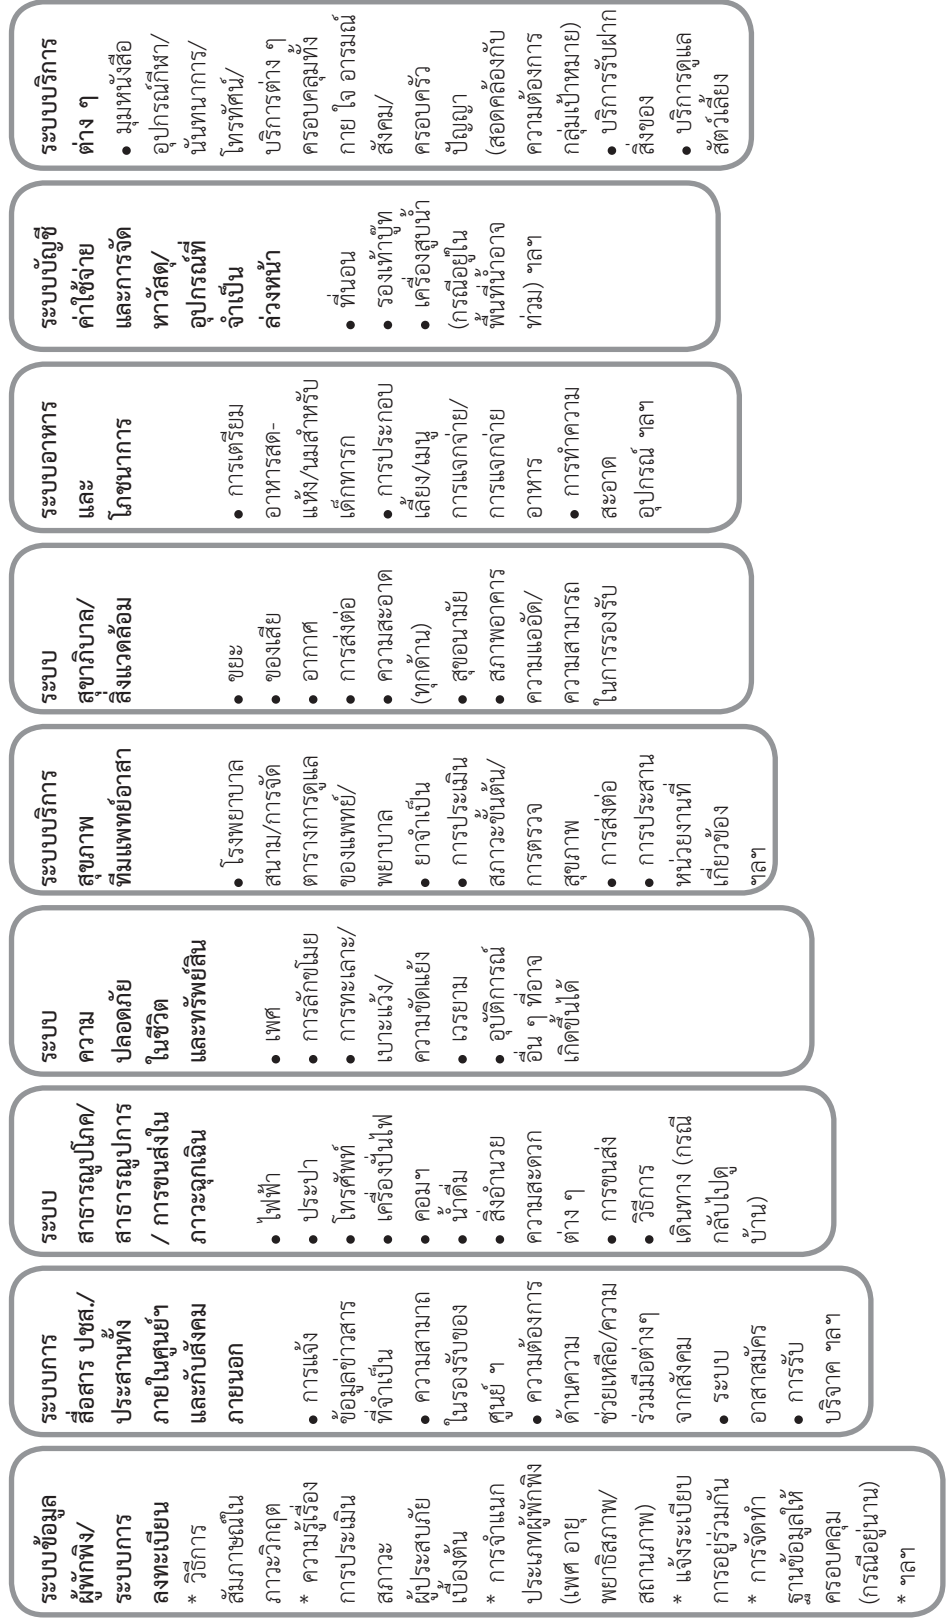 ระบบข้อมูล
ผู้พักพิง/
ระบบการ
ลงทะเบียน
* วิธีการ
สัมภาษณ์ใน
ภาวะวิกฤต
* ความรู้เรื่อง
การประเมิน
สภาวะ
ผู้ประสบภัย
เบื้องต้น
* การจำแนก
ประเภทผู้พักพิง
(เพศ อายุ
พยาธิสภาพ/
สถานภาพ)
* แจ้งระเบียบ
การอยู่ร่วมกัน
* การจัดทำ
ฐานข้อมูลให้
ครอบคลุม
(กรณีอยู่นาน)
* ฯลฯ
ระบบการ
สื่อสาร ปชส./
ประสานทั้ง
ภายในศูนย์ฯ
และกับสังคม
ภายนอก
• การแจ้ง
ข้อมูลข่าวสาร
ที่จำเป็น
• ความสามาถ
ในรองรับของ
ศูนย์ ฯ
• ความต้องการ
ด้านความ
ช่วยเหลือ/ความ
ร่วมมือต่างๆ
จากสังคม
• ระบบ
อาสาสมัคร
• การรับ
บริจาค ฯลฯ
ระบบ
สาธารณูปโภค/
สาธารณูปการ
/ การขนส่งใน
ภาวะฉุกเฉิน
• ไฟฟ้า
• ประปา
• โทรศัพท์
• เครื่องปั่นไฟ
• คอมฯ
• น้ำดื่ม
• สิ่งอำนวย
ความสะดวก
ต่าง ๆ
• การขนส่ง
• วิธีการ
เดินทาง (กรณี
กลับไปดู
บ้าน)
ระบบ
ความ
ปลอดภัย
ในชีวิต
และทรัพย์สิน
• เพศ
• การลักขโมย
• การทะเลาะ/
เบาะแว้ง/
ความขัดแย้ง
• เวรยาม
• อุบัติการณ์
อื่น ๆ ที่อาจ
เกิดขึ้นได้
ระบบบริการ
สุขภาพ
ทีมแพทย์อาสา
• โรงพยาบาล
สนาม/การจัด
ตารางการดูแล
ของแพทย์/
พยาบาล
• ยาจำเป็น
• การประเมิน
สภาวะขั้นต้น/
การตรวจ
สุขภาพ
• การส่งต่อ
• การประสาน
หน่วยงานที่
เกี่ยวข้อง
ฯลฯ
ระบบ
สุขาภิบาล/
สิ่งแวดล้อม
• ขยะ
• ของเสีย
• อากาศ
• การส่งต่อ
• ความสะอาด
(ทุกด้าน)
• สุขอนามัย
• สภาพอาคาร
ความแออัด/
ความสามารถ
ในการรองรับ
ระบบอาหาร
และ
โภชนาการ
• การเตรียม
อาหารสด-
แห้ง/นมสำหรับ
เด็กทารก
• การประกอบ
เลี้ยง/เมนู
การแจกจ่าย/
การแจกจ่าย
อาหาร
• การทำความ
สะอาด
อุปกรณ์ ฯลฯ
ระบบบัญชี
ค่าใช้จ่าย
และการจัด
หาวัสดุ/
อุปกรณ์ที่
จำเป็น
ล่วงหน้า
• ที่นอน
• รองเท้าบู๊ท
• เครื่องสูบน้ำ
(กรณีอยู่ใน
พื้นที่น้ำอาจ
ท่วม) ฯลฯ
ระบบบริการ
ต่าง ๆ
• มุมหนังสือ
อุปกรณ์กีฬา/
นันทนาการ/
โทรทัศน์/
บริการต่าง ๆ
ครอบคลุมทั้ง
กาย ใจ อารมณ์
สังคม/
ครอบครัว
ปัญญา
(สอดคล้องกับ
ความต้องการ
กลุ่มเป้าหมาย)
• บริการรับฝาก
สิ่งของ
• บริการดูแล
สัตว์เลี้ยง